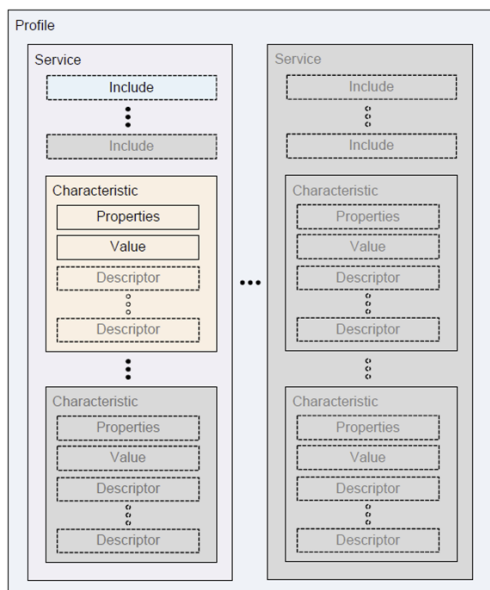 Profile
Service
Include
Include
Characteristic
Properties
Value
Descriptor
Descriptor
Characteristic
Properties
Value
Descriptor
Descriptor
Service
Include
Include
Characteristic
Properties
Value
Descriptor
Descriptor
Characteristic
Properties
Value
Descriptor
Descriptor